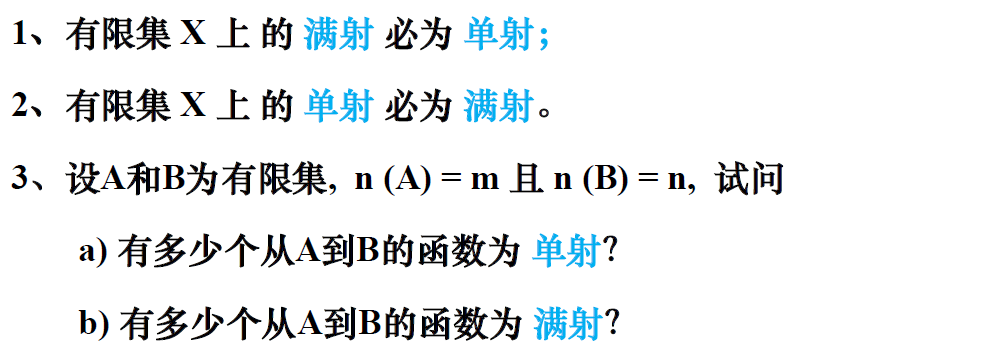 1、有限集 X 上 的 满射 必为 单射；
2、有限集 X 上 的 单射 必为 满射。
3、设A和B为有限集, n (A) = m 且 n (B) = n, 试问
a) 有多少个从A到B的函数为 单射？
b) 有多少个从A到B的函数为 满射？